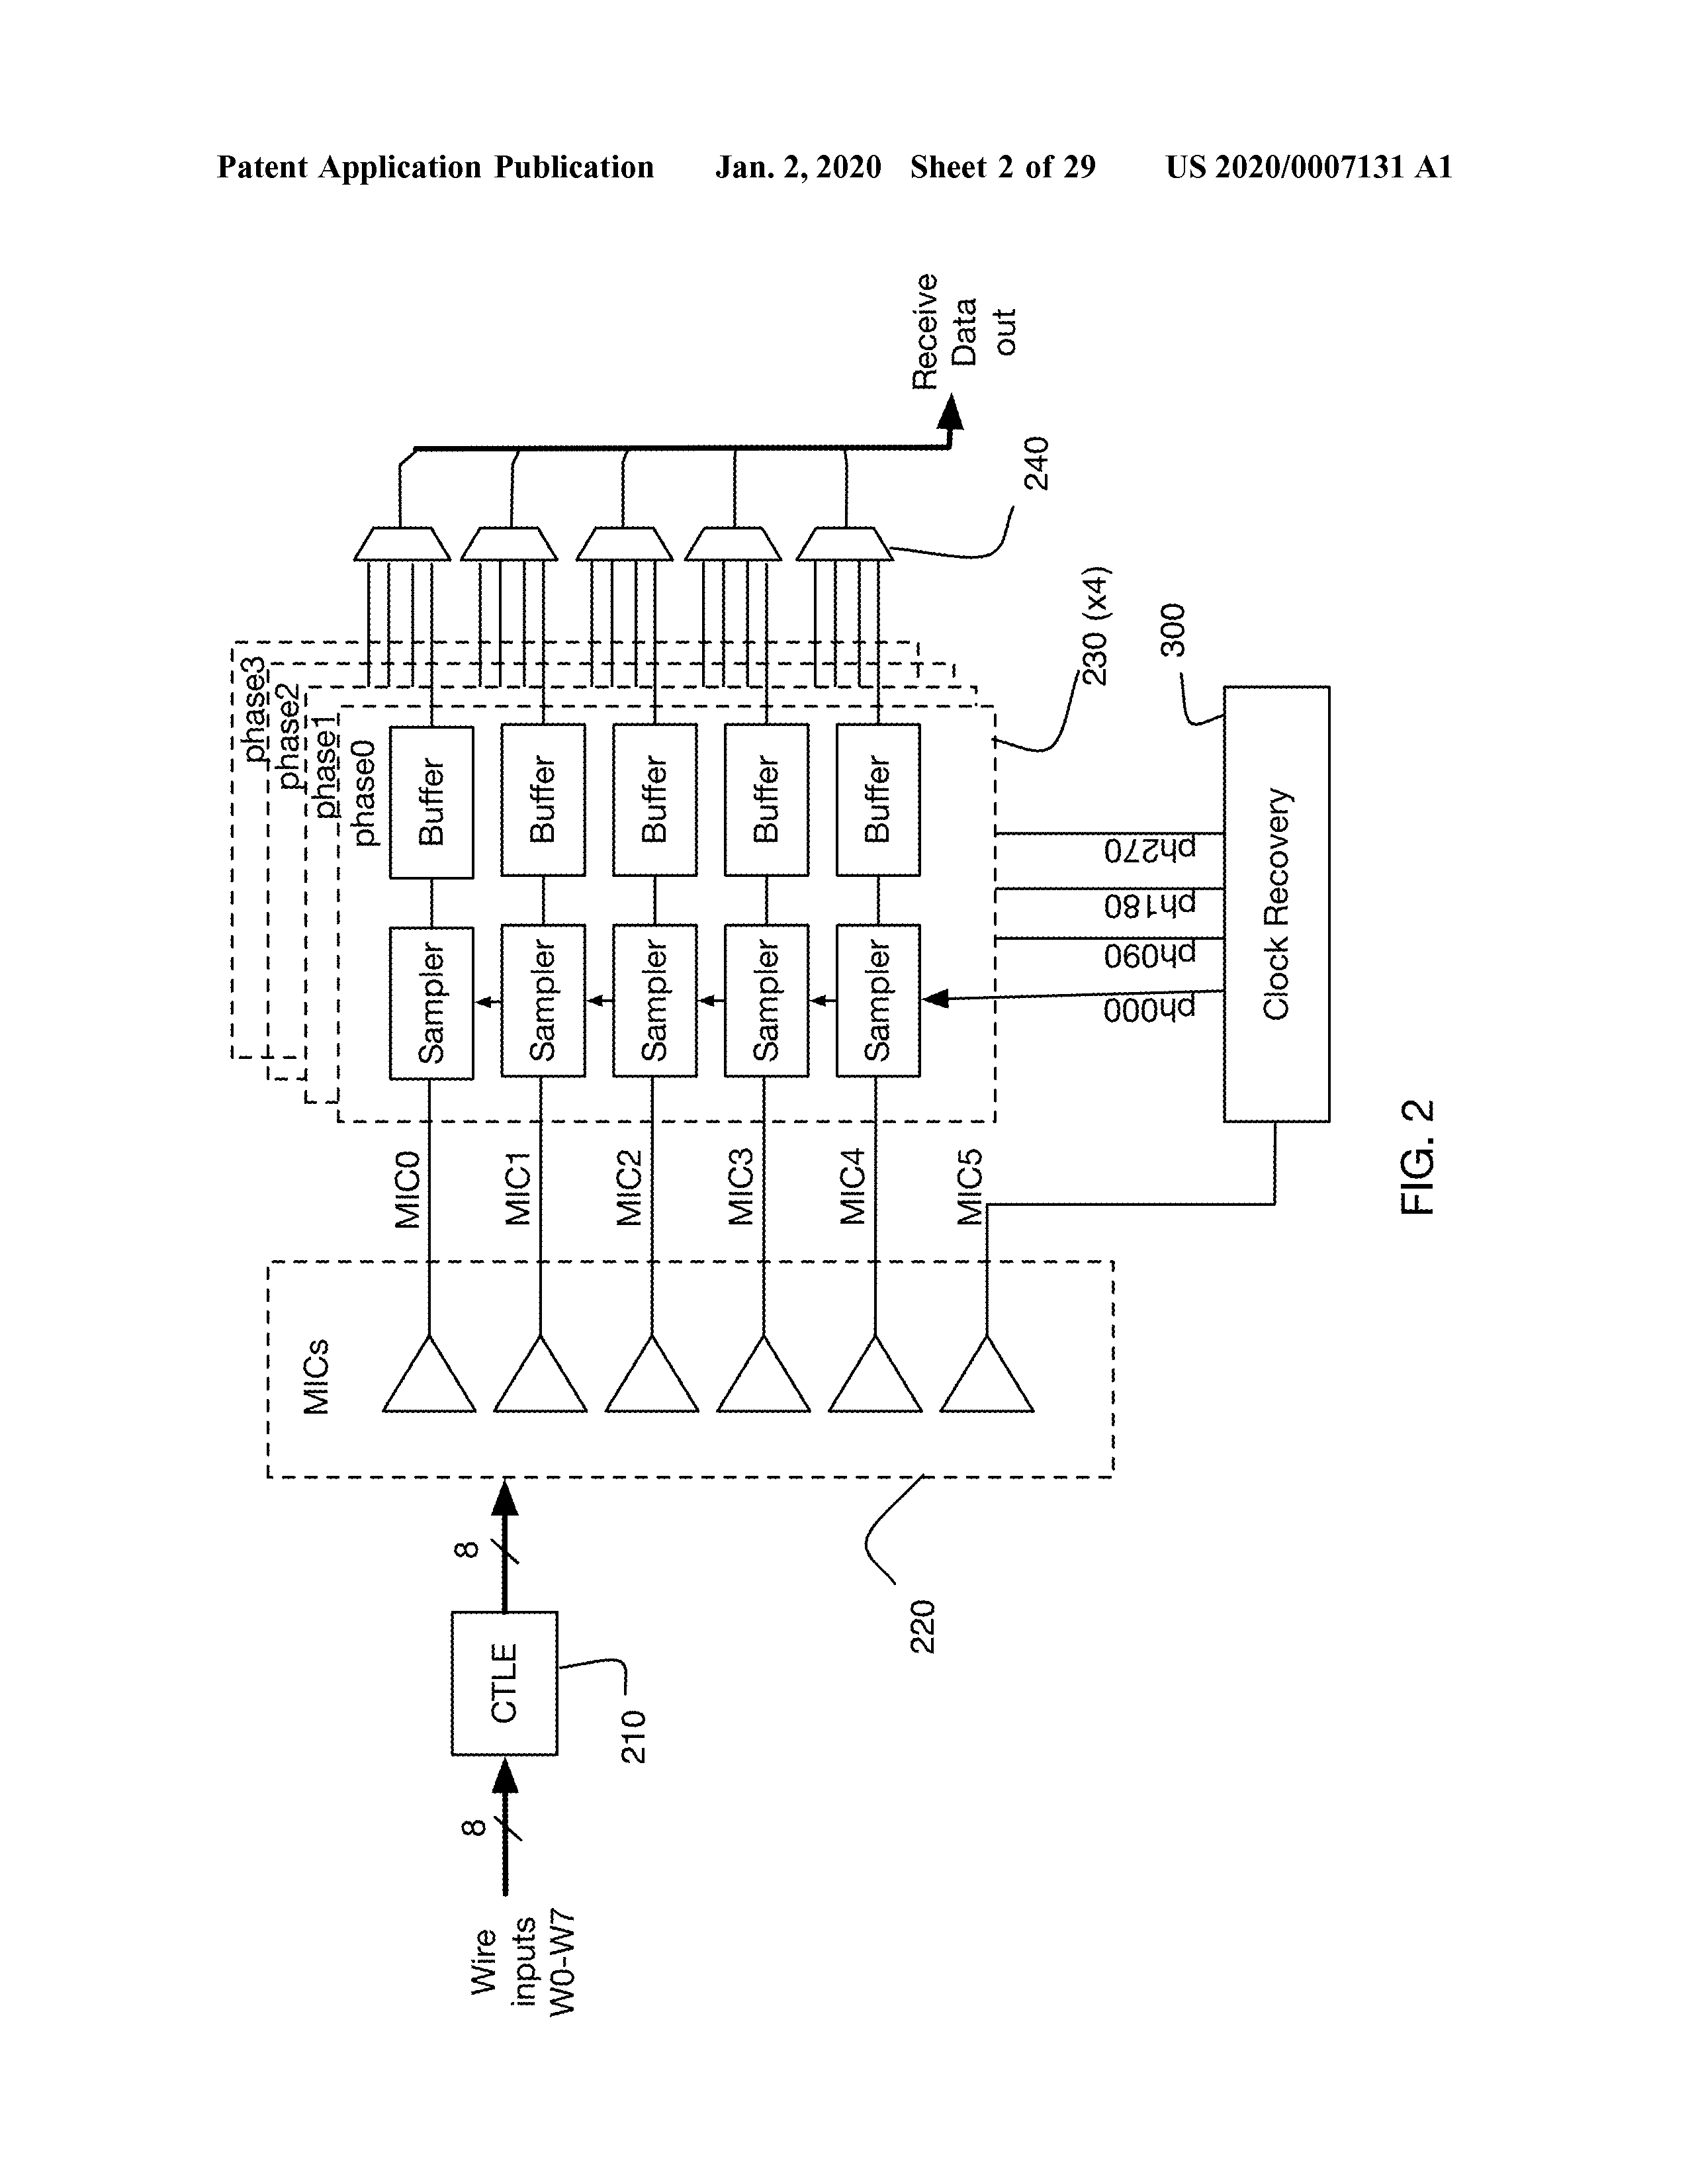 Patent Application Publication Jan. 2, 2020 Sheet 2 of 29 US 2020/0007131 A1
Wire
inputs
W0-W7
8
CTLE
210
8
MICs
220
MIC0
MIC1
MIC2
MIC3
MIC4
MIC5
phase3
phase2
phase1
phase0
Sampler
Buffer
Sampler
Buffer
Sampler
Buffer
Sampler
Buffer
Sampler
Buffer
ph000
ph090
ph180
ph270
Clock Recovery
300
230 (x4)
240
Receive
Data
out
FIG. 2